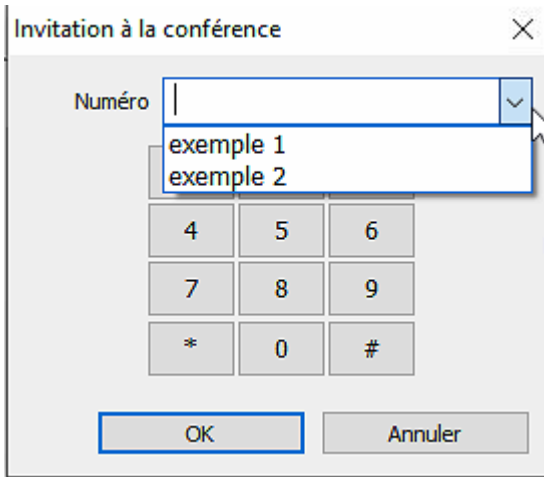 Invitation à la conférence
Numéro
exemple 1
exemple 2
4 5 6
7 8 9
* 0 #
OK Annuler